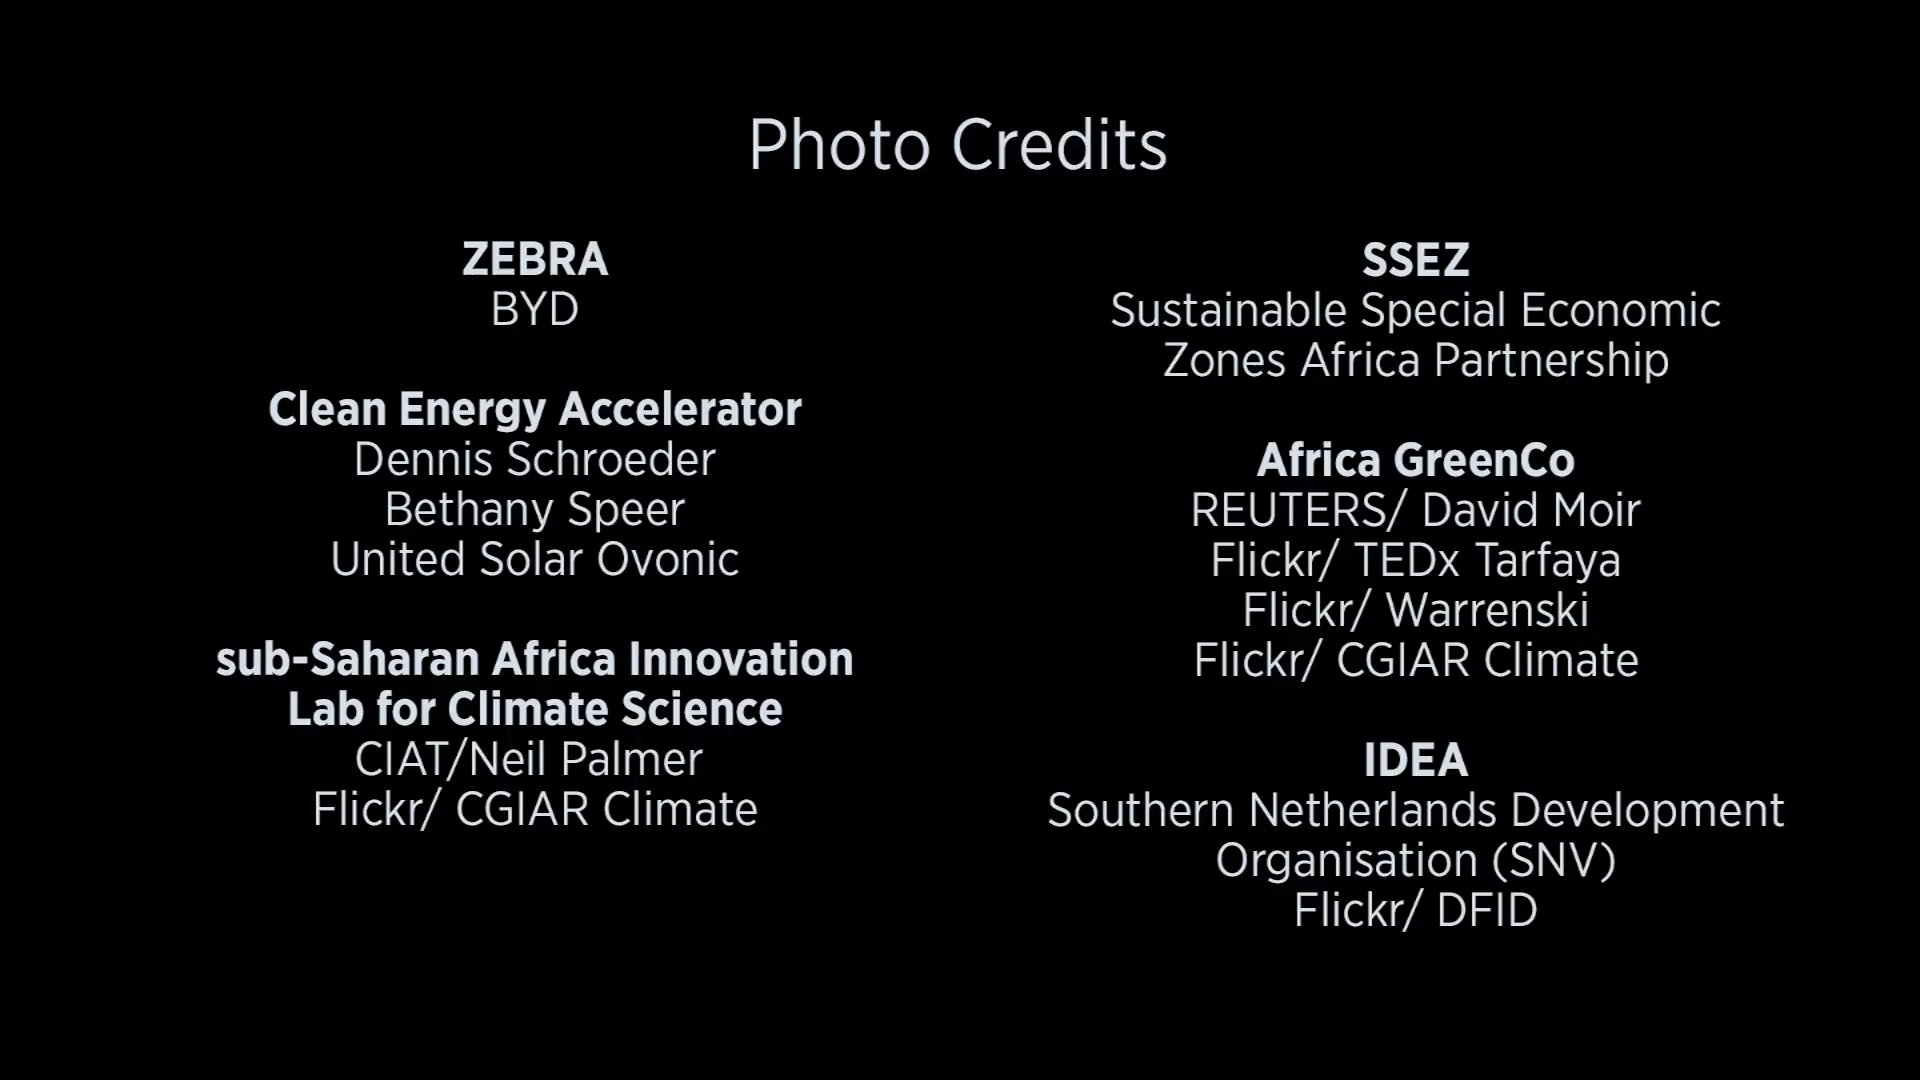 Photo Credits
ZEBRA
BYD
Clean Energy Accelerator
Dennis Schroeder
Bethany Speer
United Solar Ovonic
sub-Saharan Africa Innovation
Lab for Climate Science
CIAT/Neil Palmer
Flickr/ CGIAR Climate
SSEZ
Sustainable Special Economic
Zones Africa Partnership
Africa GreenCo
REUTERS/ David Moir
Flickr/ TEDx Tarfaya
Flickr/ Warrenski
Flickr/ CGIAR Climate
IDEA
Southern Netherlands Development
Organisation (SNV)
Flickr/ DFID